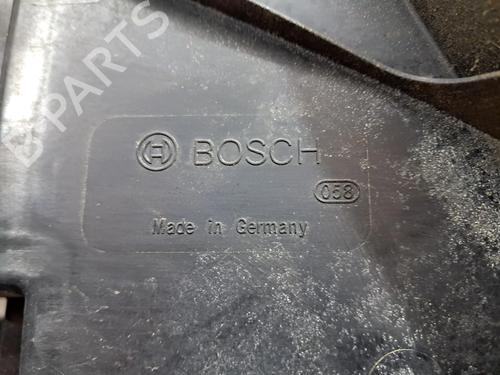 B-PARTS
BOSCH
058
Made in Germany